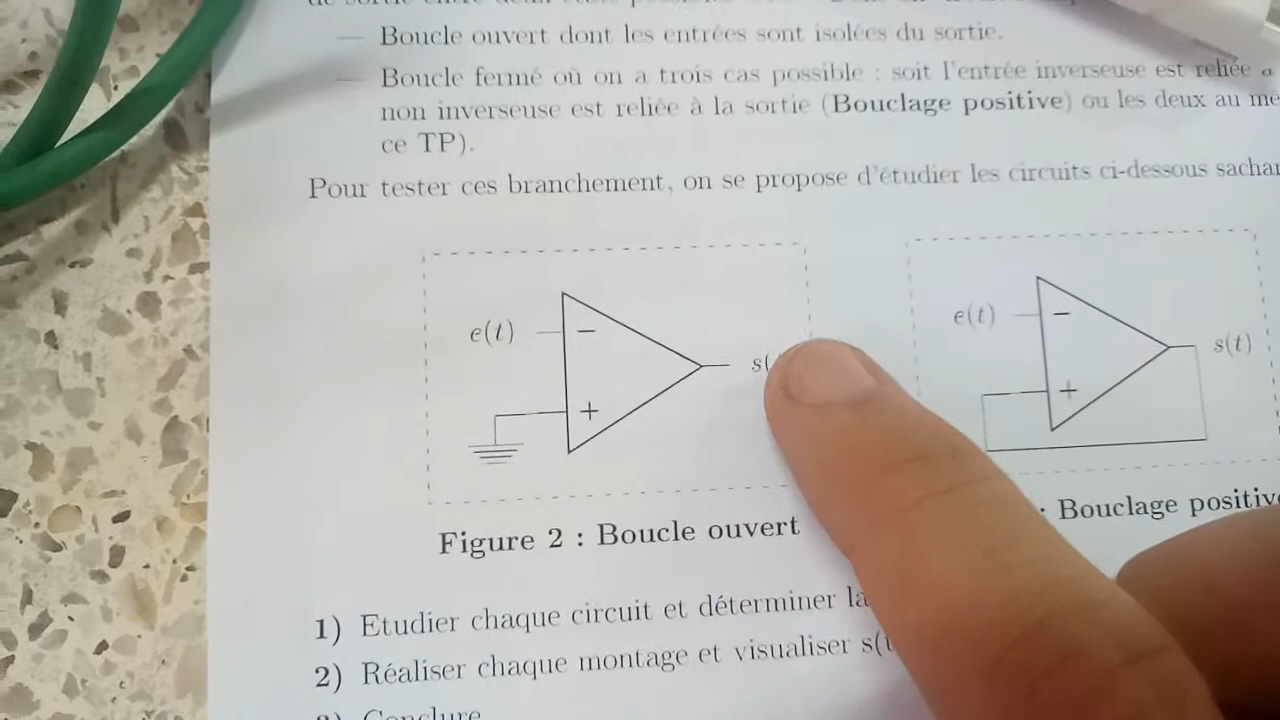 Boucle ouvert dont les entrées sont isolées du sortie.
Boucle fermé où on a trois cas possible : soit l'entrée inverseuse est reliée
non inverseuse est reliée à la sortie (Bouclage positive) ou les deux au
ce TP).
Pour tester ces branchement, on se propose d'étudier les circuits ci-dessous
e(t) − + s(
e(t) − + s(t)
Figure 2 : Boucle ouvert
: Bouclage positive
1) Etudier chaque circuit et déterminer la
2) Réaliser chaque montage et visualiser s(t
Conclure